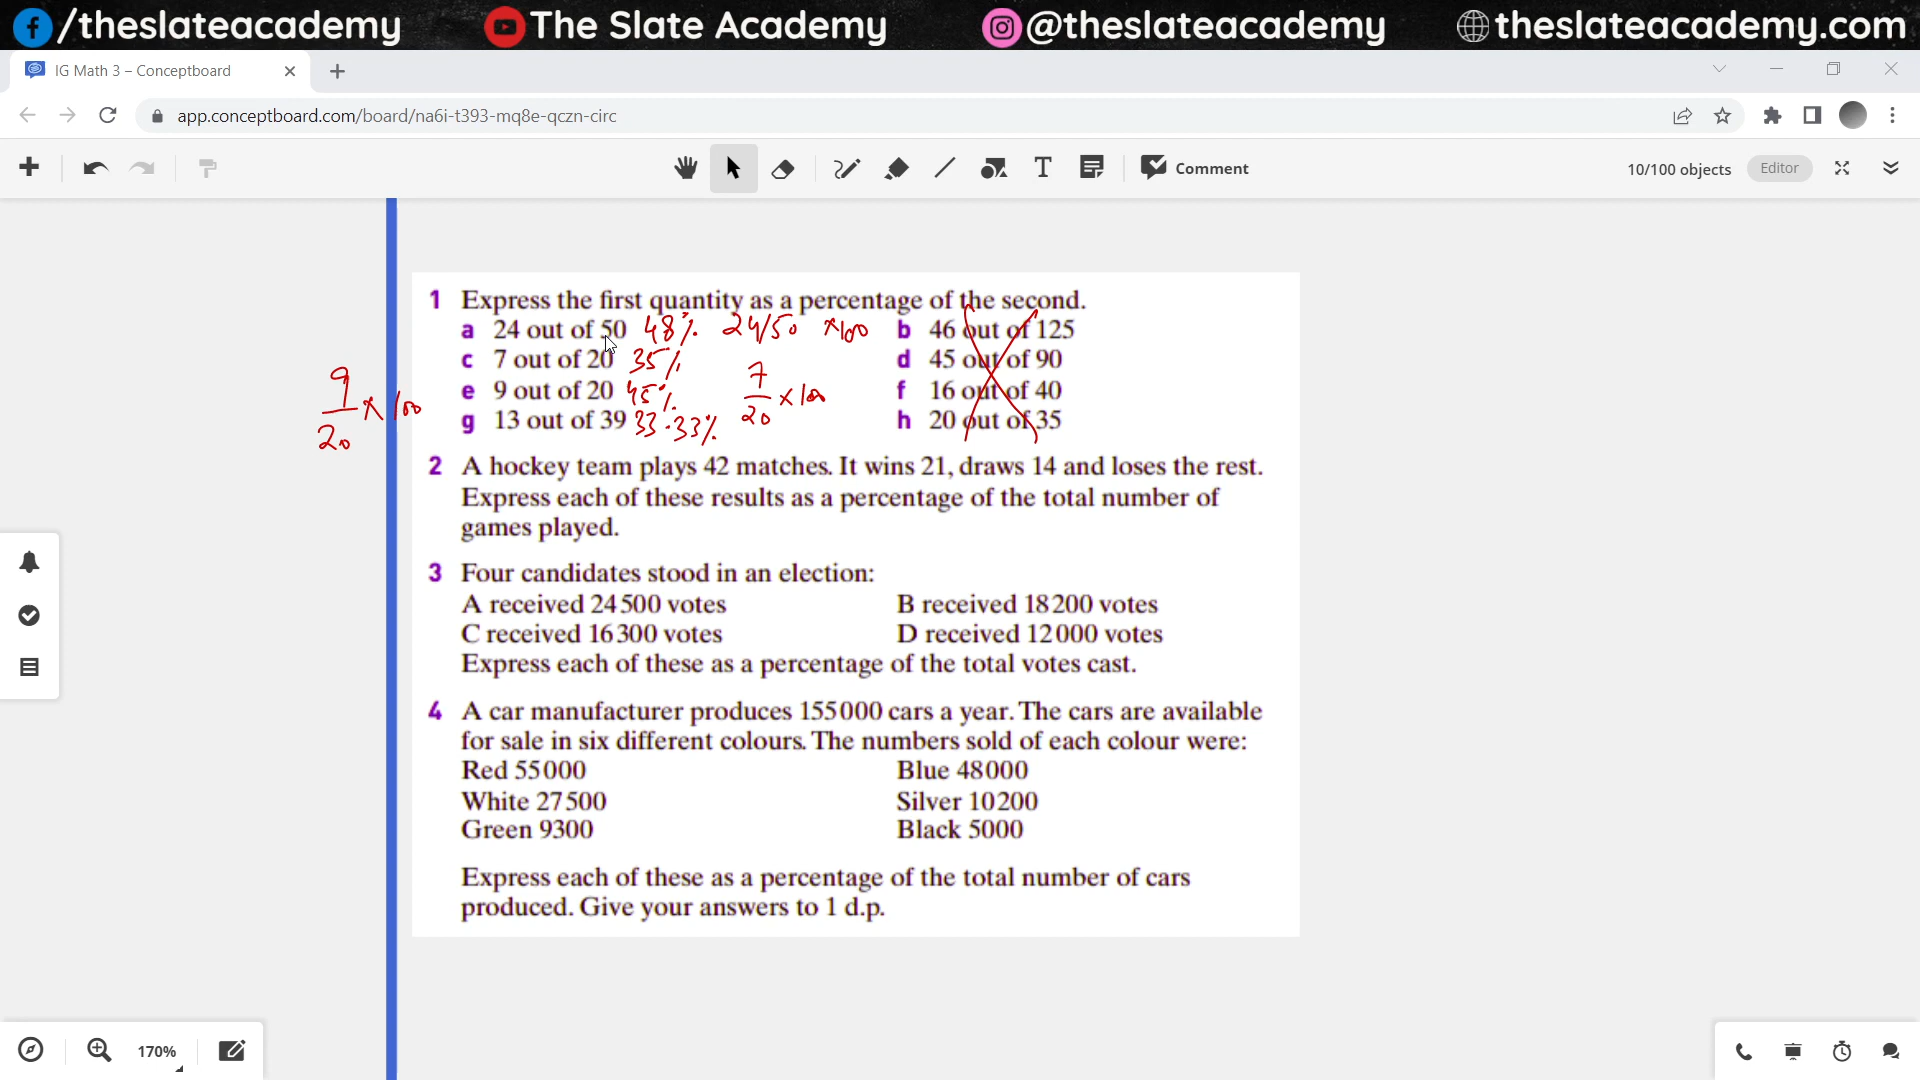 /theslateacademy The Slate Academy @theslateacademy theslateacademy.com
IG Math 3 – Conceptboard
app.conceptboard.com/board/na6i-t393-mq8e-qczn-circ
T Comment 10/100 objects Editor
1 Express the first quantity as a percentage of the second.
a 24 out of 50 48% 24/50 x100 b 46 out of 125
c 7 out of 20 35% d 45 out of 90
e 9 out of 20 45% 7/20 x 100 f 16 out of 40
9/20 x 100
g 13 out of 39 33.33% h 20 out of 35
2 A hockey team plays 42 matches. It wins 21, draws 14 and loses the rest.
Express each of these results as a percentage of the total number of
games played.
3 Four candidates stood in an election:
A received 24500 votes B received 18200 votes
C received 16300 votes D received 12000 votes
Express each of these as a percentage of the total votes cast.
4 A car manufacturer produces 155000 cars a year. The cars are available
for sale in six different colours. The numbers sold of each colour were:
Red 55000 Blue 48000
White 27500 Silver 10200
Green 9300 Black 5000
Express each of these as a percentage of the total number of cars
produced. Give your answers to 1 d.p.
170%